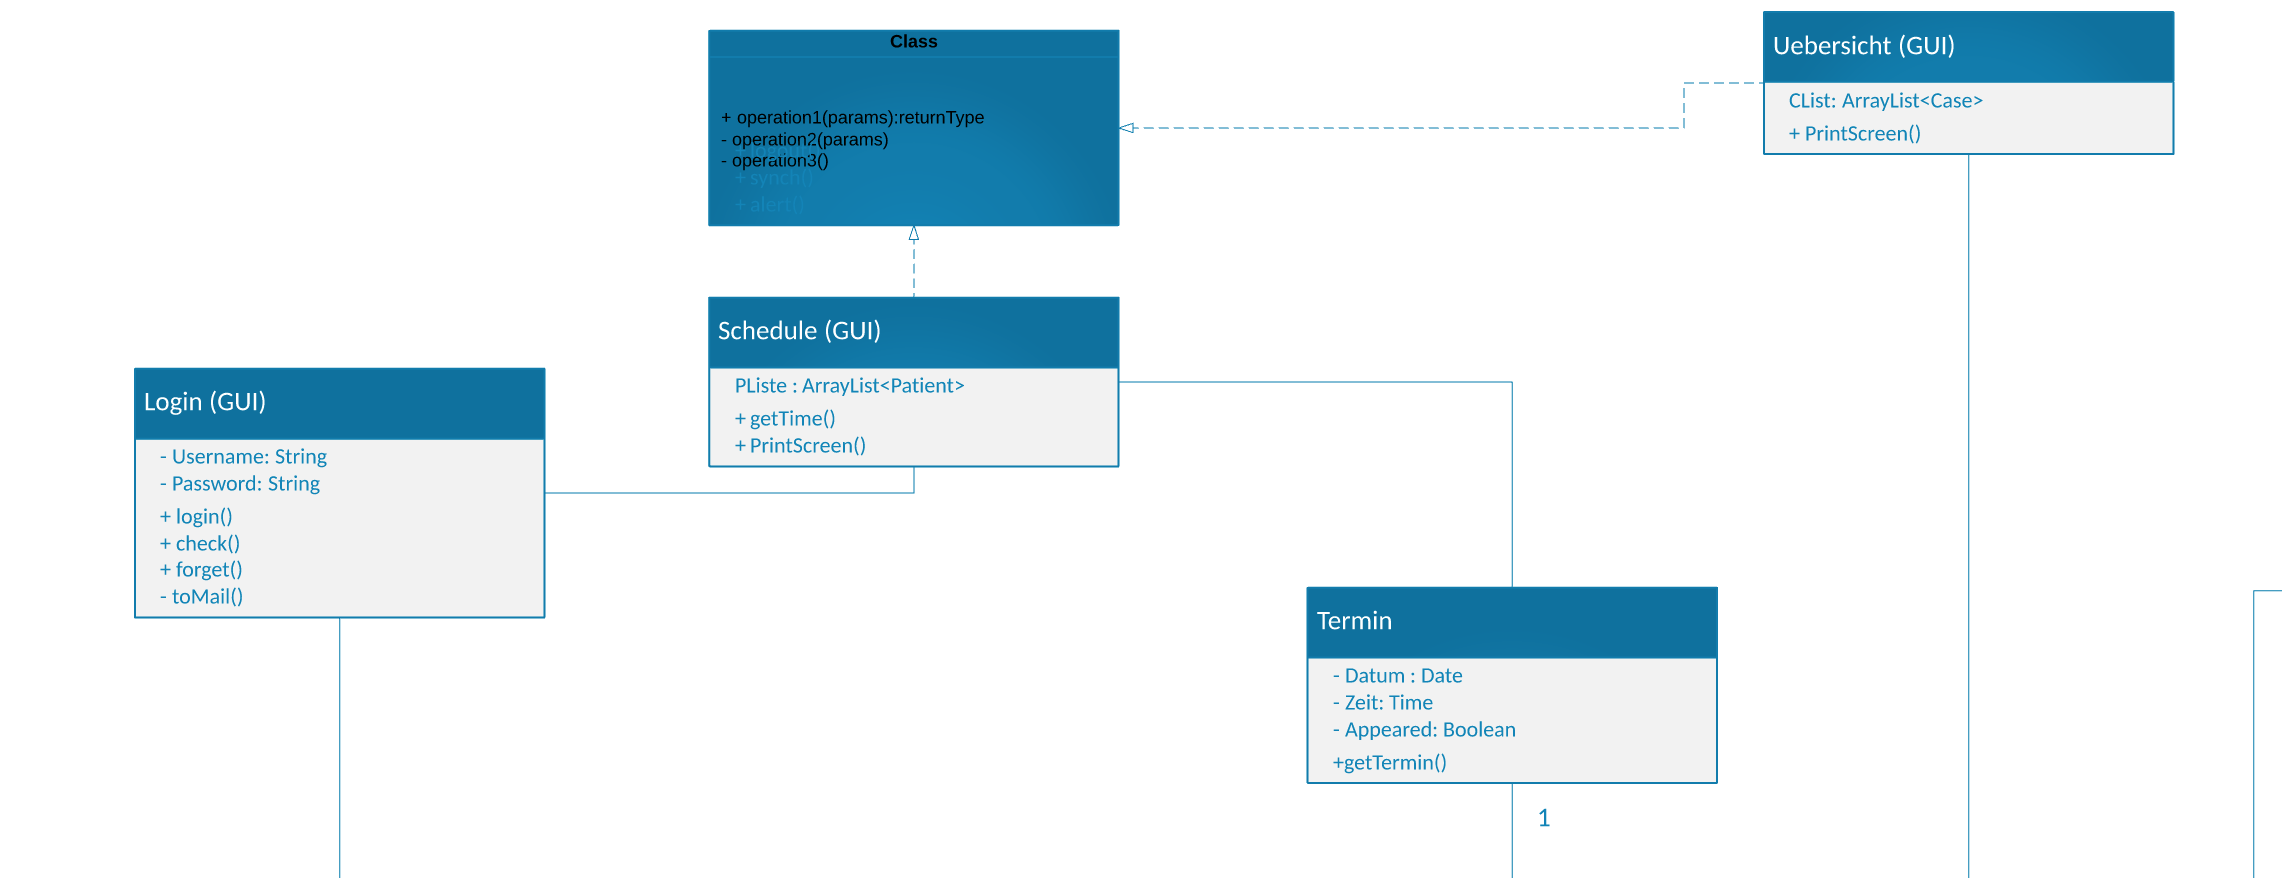 Class
+ operation1(params):returnType
- operation2(params)
- operation3()
+ synch()
+ alert()
Uebersicht (GUI)
CList: ArrayList<Case>
+ PrintScreen()
Schedule (GUI)
PListe : ArrayList<Patient>
+ getTime()
+ PrintScreen()
Login (GUI)
- Username: String
- Password: String
+ login()
+ check()
+ forget()
- toMail()
Termin
- Datum : Date
- Zeit: Time
- Appeared: Boolean
+getTermin()
1